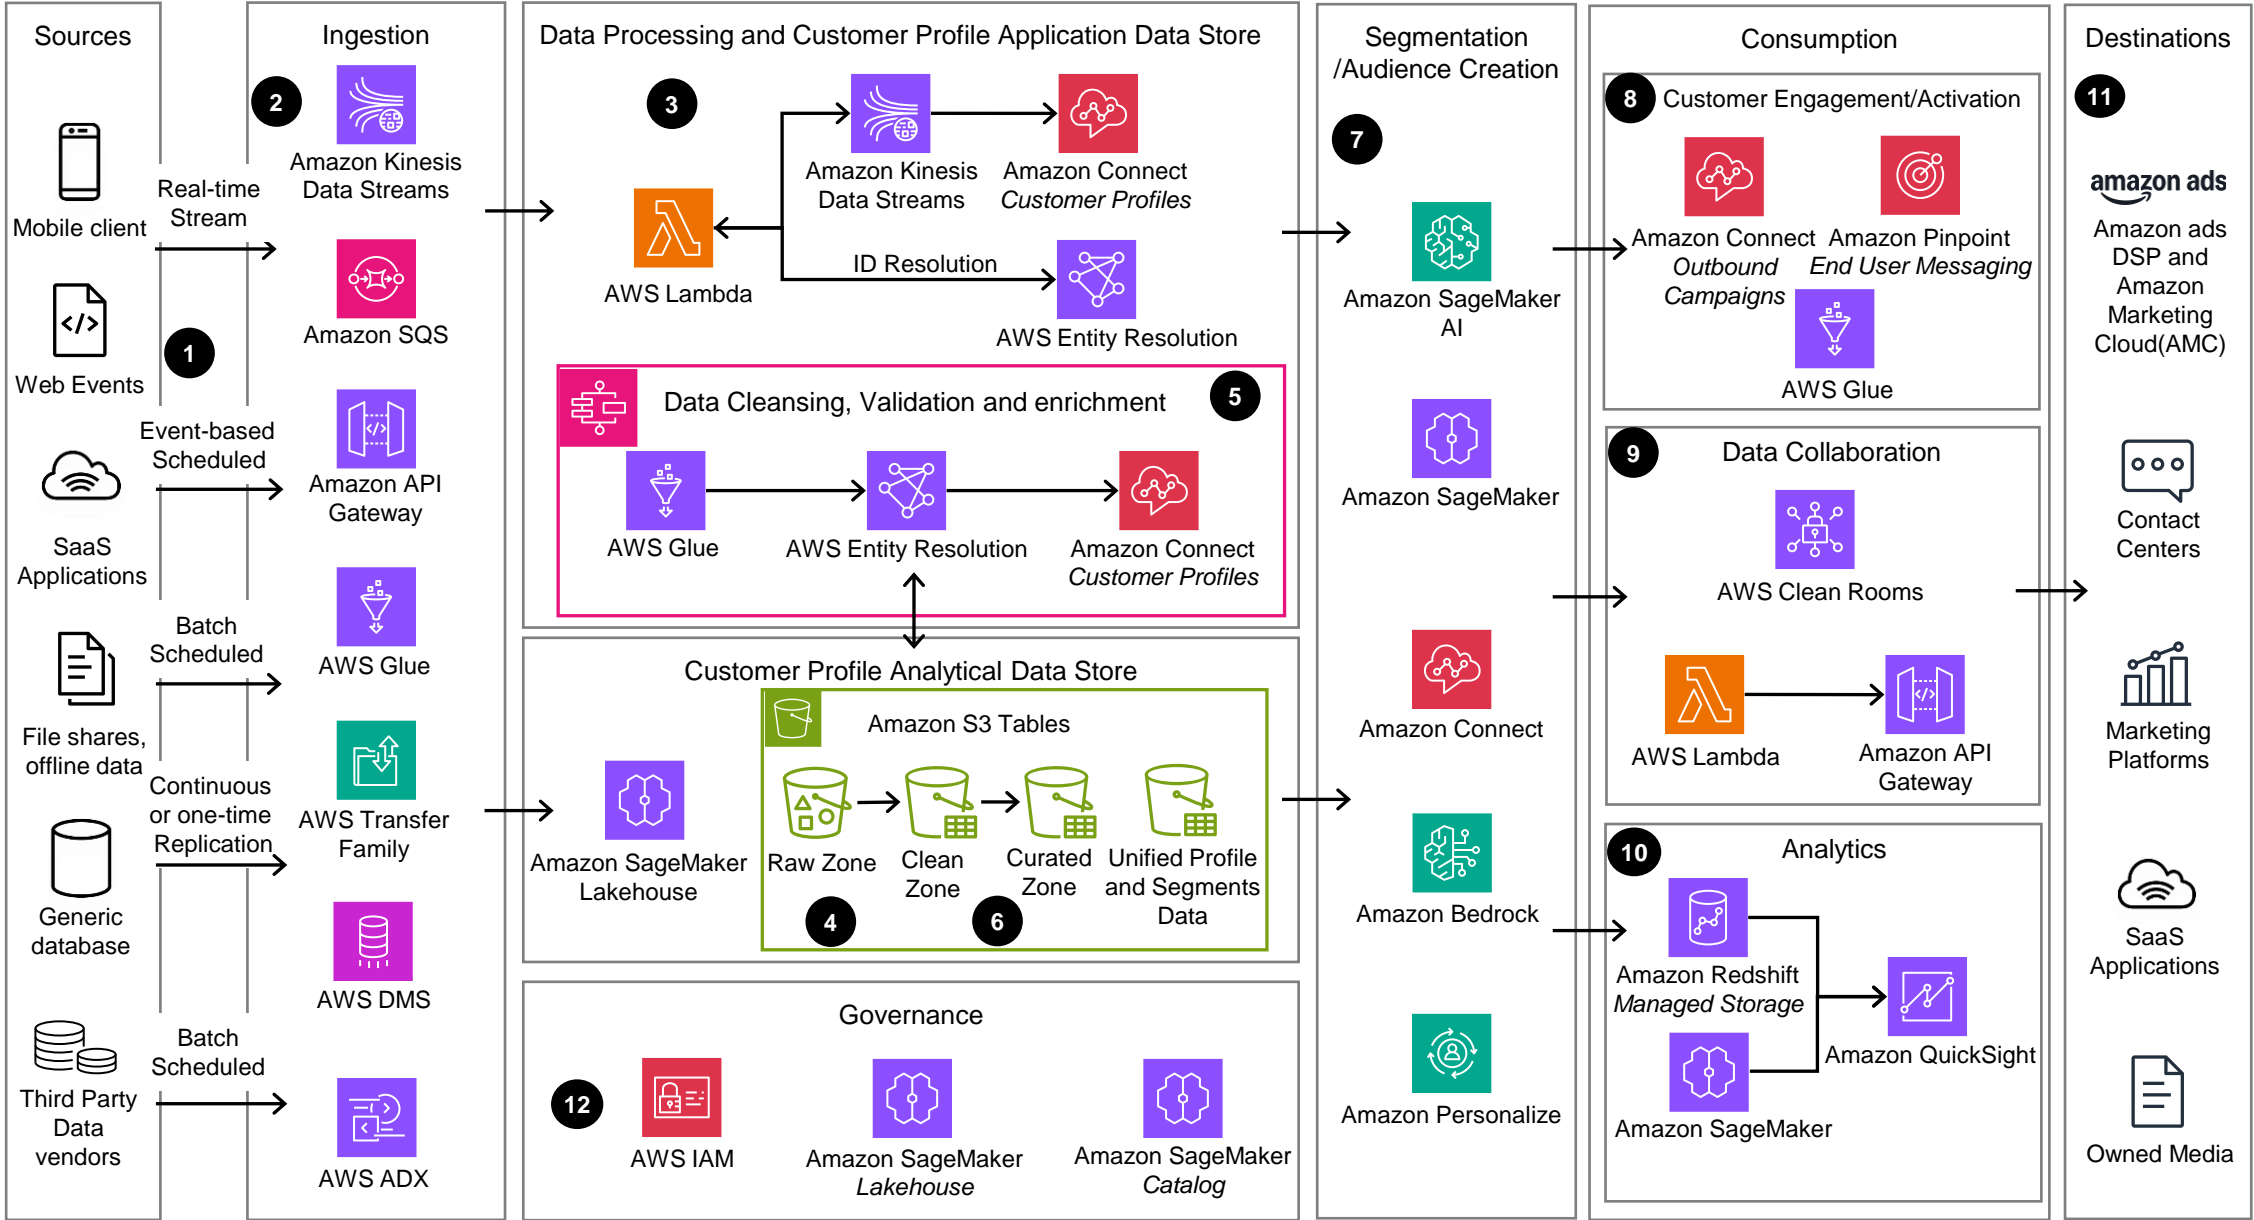 Sources
Mobile client
Web Events
SaaS
Applications
File shares,
offline data
Generic
database
Third Party
Data
vendors
1
Real-time
Stream
Event-based
Scheduled
Batch
Scheduled
Continuous
or one-time
Replication
Batch
Scheduled
Ingestion
2
Amazon Kinesis
Data Streams
Amazon SQS
Amazon API
Gateway
AWS Glue
AWS Transfer
Family
AWS DMS
AWS ADX
Data Processing and Customer Profile Application Data Store
3
AWS Lambda
Amazon Kinesis
Data Streams
Amazon Connect
Customer Profiles
ID Resolution
AWS Entity Resolution
Data Cleansing, Validation and enrichment
5
AWS Glue
AWS Entity Resolution
Amazon Connect
Customer Profiles
Customer Profile Analytical Data Store
Amazon SageMaker
Lakehouse
Amazon S3 Tables
Raw Zone
Clean
Zone
Curated
Zone
Unified Profile
and Segments
Data
4
6
Governance
12
AWS IAM
Amazon SageMaker
Lakehouse
Amazon SageMaker
Catalog
Segmentation
/Audience Creation
7
Amazon SageMaker
AI
Amazon SageMaker
Amazon Connect
Amazon Bedrock
Amazon Personalize
Consumption
8
Customer Engagement/Activation
Amazon Connect
Outbound
Campaigns
Amazon Pinpoint
End User Messaging
AWS Glue
9
Data Collaboration
AWS Clean Rooms
AWS Lambda
Amazon API
Gateway
10
Analytics
Amazon Redshift
Managed Storage
Amazon SageMaker
Amazon QuickSight
Destinations
11
amazon ads
Amazon ads
DSP and
Amazon
Marketing
Cloud(AMC)
Contact
Centers
Marketing
Platforms
SaaS
Applications
Owned Media